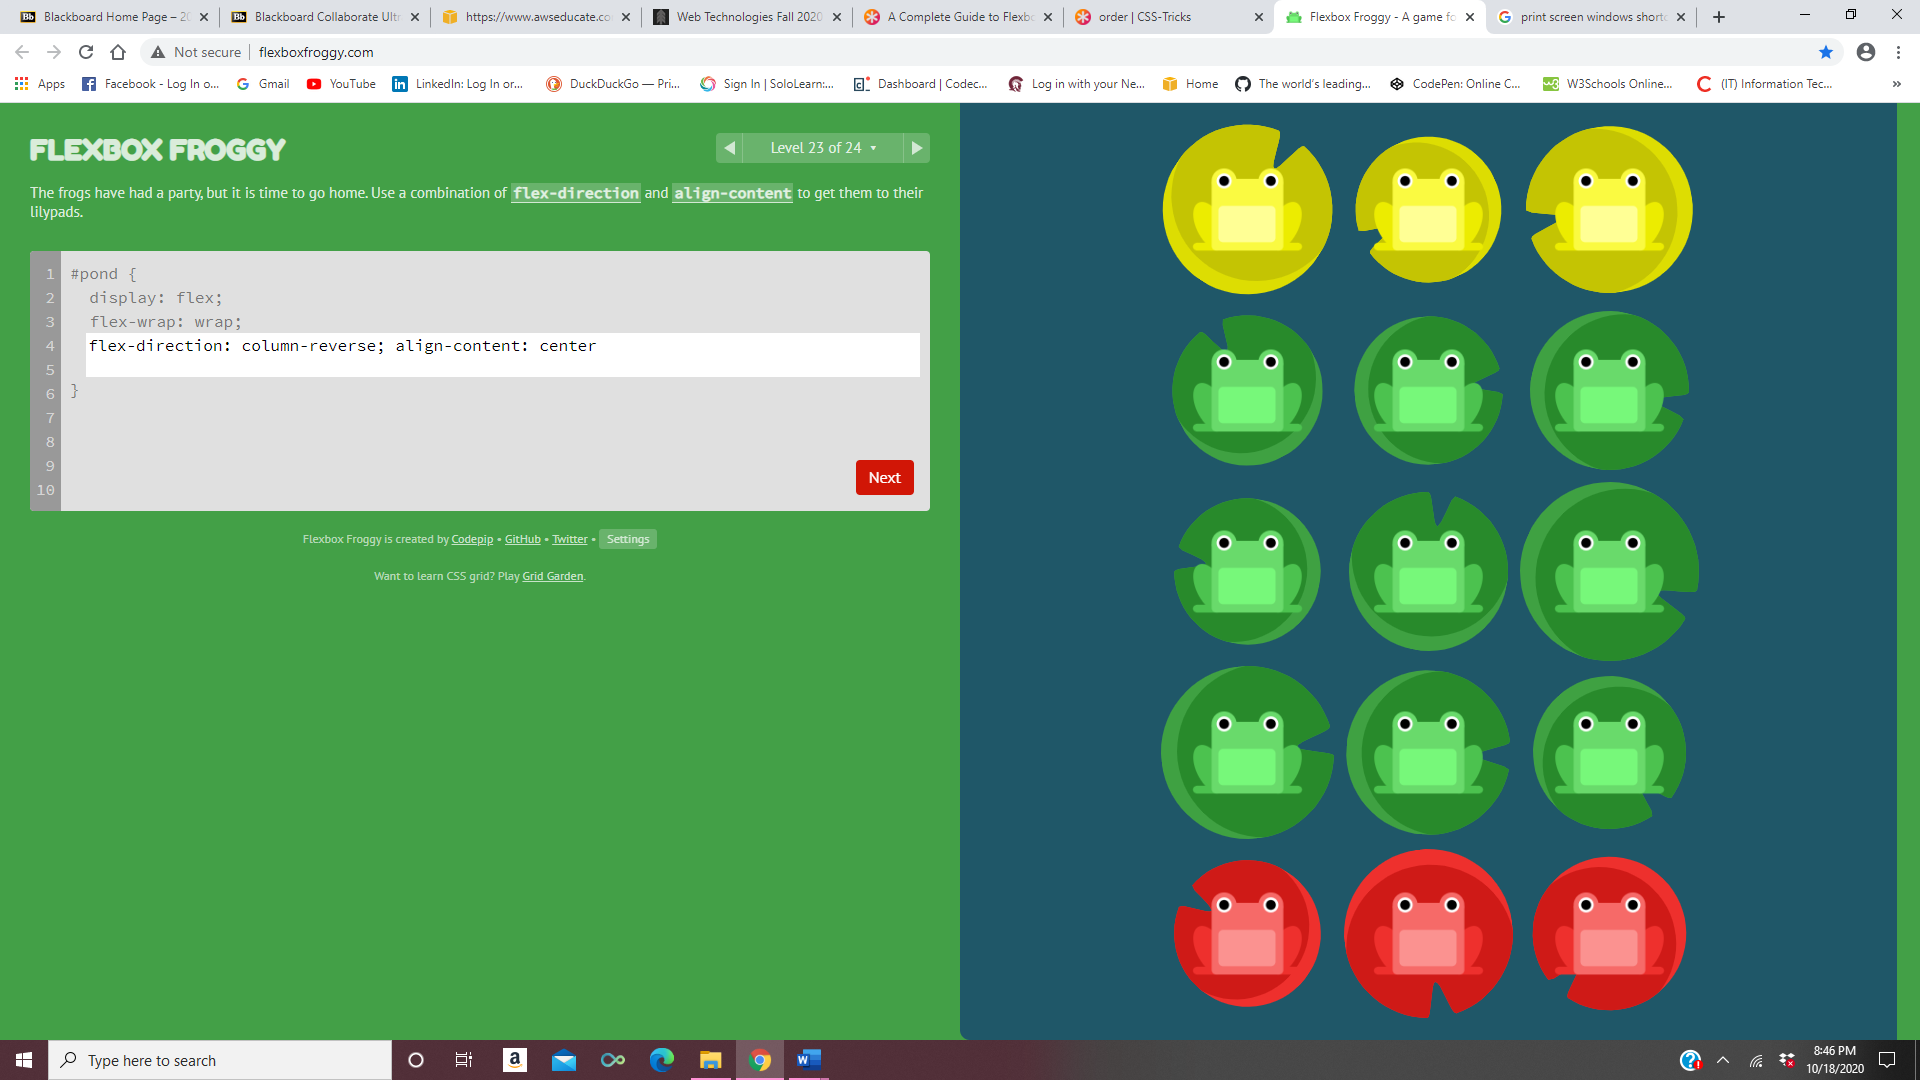 Blackboard Home Page – 20
Blackboard Collaborate Ultr
https://www.awseducate.co
Web Technologies Fall 2020
A Complete Guide to Flexbo
order | CSS-Tricks
Flexbox Froggy - A game fo
print screen windows shortc
Not secure
flexboxfroggy.com
Apps
Facebook - Log In o...
Gmail
YouTube
LinkedIn: Log In or...
DuckDuckGo — Pri...
Sign In | SoloLearn:...
Dashboard | Codec...
Log in with your Ne...
Home
The world's leading...
CodePen: Online C...
W3Schools Online...
(IT) Information Tec...
»
FLEXBOX FROGGY
Level 23 of 24
The frogs have had a party, but it is time to go home. Use a combination of flex-direction and align-content to get them to their
lilypads.
1 #pond {
2 display: flex;
3 flex-wrap: wrap;
4 flex-direction: column-reverse; align-content: center
5
6 }
7
8
9
10
Next
Flexbox Froggy is created by Codepip • GitHub • Twitter • Settings
Want to learn CSS grid? Play Grid Garden.
Type here to search
8:46 PM
10/18/2020